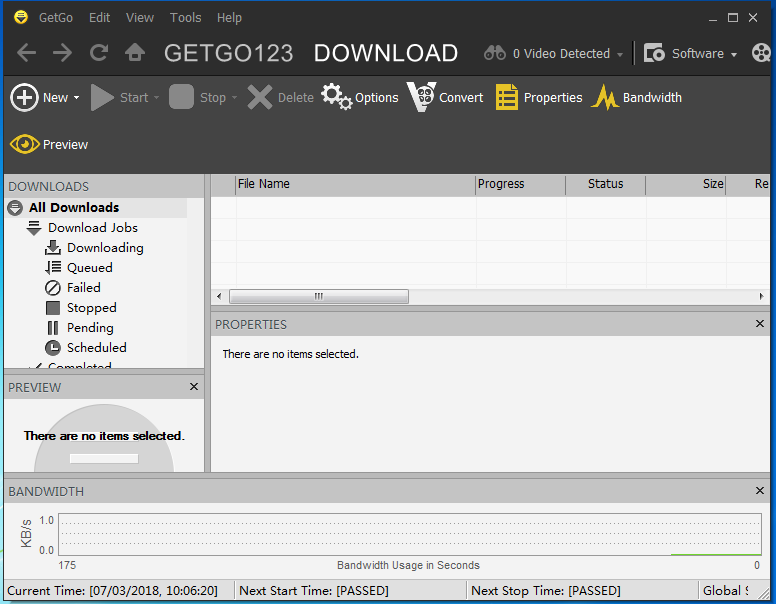 GetGo Edit View Tools Help
GETGO123 DOWNLOAD 0 Video Detected Software
New Start Stop Delete Options Convert Properties Bandwidth
Preview
DOWNLOADS
All Downloads
Download Jobs
Downloading
Queued
Failed
Stopped
Pending
Scheduled
Completed
File Name Progress Status Size Re
PROPERTIES
There are no items selected.
PREVIEW
There are no items selected.
BANDWIDTH
KB/s
1.0
0.0
175 Bandwidth Usage in Seconds 0
Current Time: [07/03/2018, 10:06:20] Next Start Time: [PASSED] Next Stop Time: [PASSED] Global